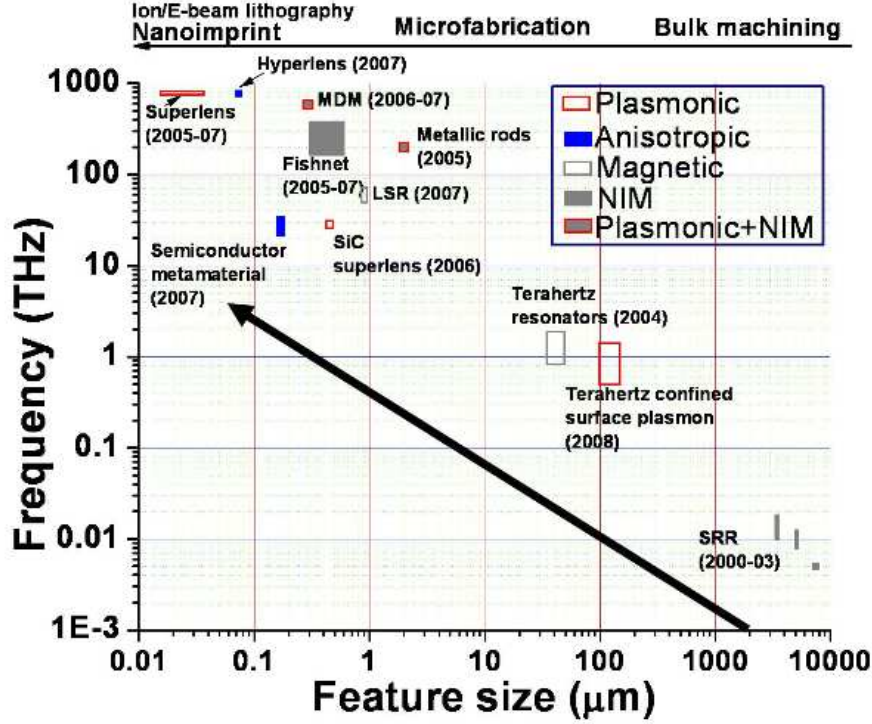 Ion/E-beam lithography
Nanoimprint
Microfabrication
Bulk machining
Hyperlens (2007)
Superlens
(2005-07)
MDM (2006-07)
Metallic rods
(2005)
Fishnet
(2005-07)
LSR (2007)
Semiconductor
metamaterial
(2007)
SiC
superlens (2006)
Terahertz
resonators (2004)
Terahertz confined
surface plasmon
(2008)
SRR
(2000-03)
Plasmonic
Anisotropic
Magnetic
NIM
Plasmonic+NIM
Frequency (THz)
1000
100
10
1
0.1
0.01
1E-3
0.01
0.1
1
10
100
1000
10000
Feature size (μm)